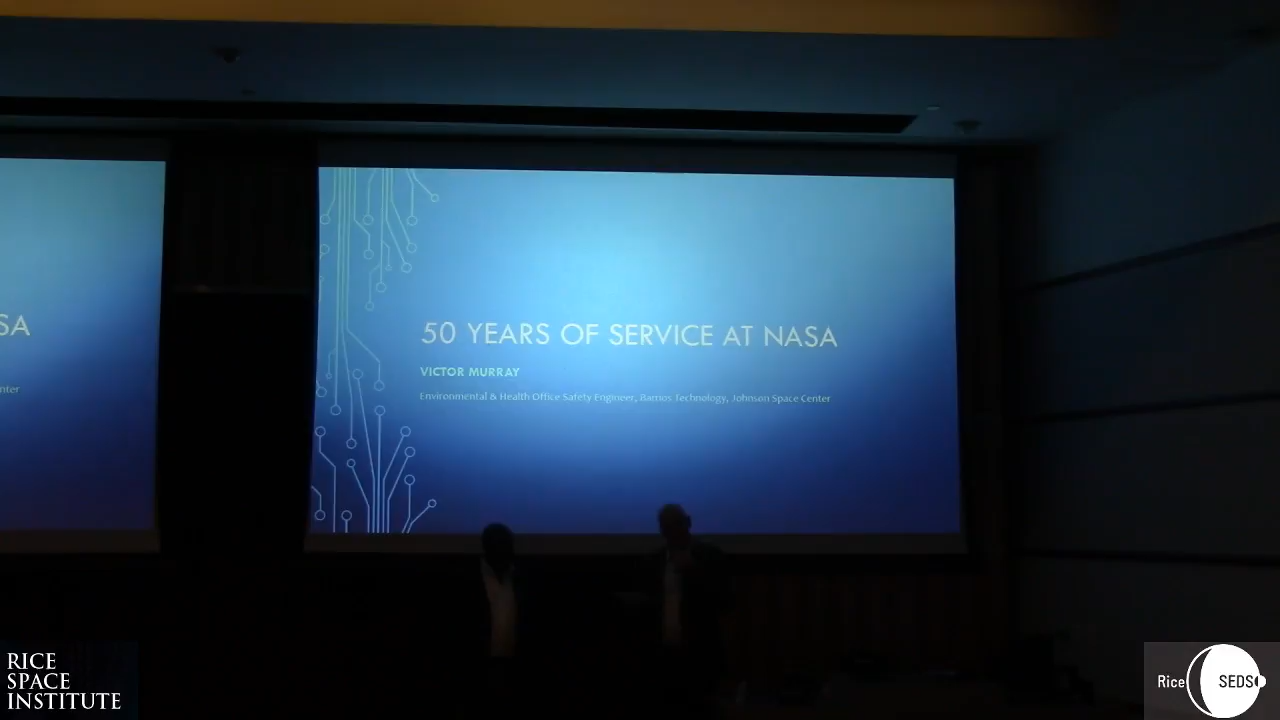 SA
nter
50 YEARS OF SERVICE AT NASA
VICTOR MURRAY
Environmental & Health Office Safety Engineer, Barrios Technology, Johnson Space Center
RICE
SPACE
INSTITUTE
Rice SEDS